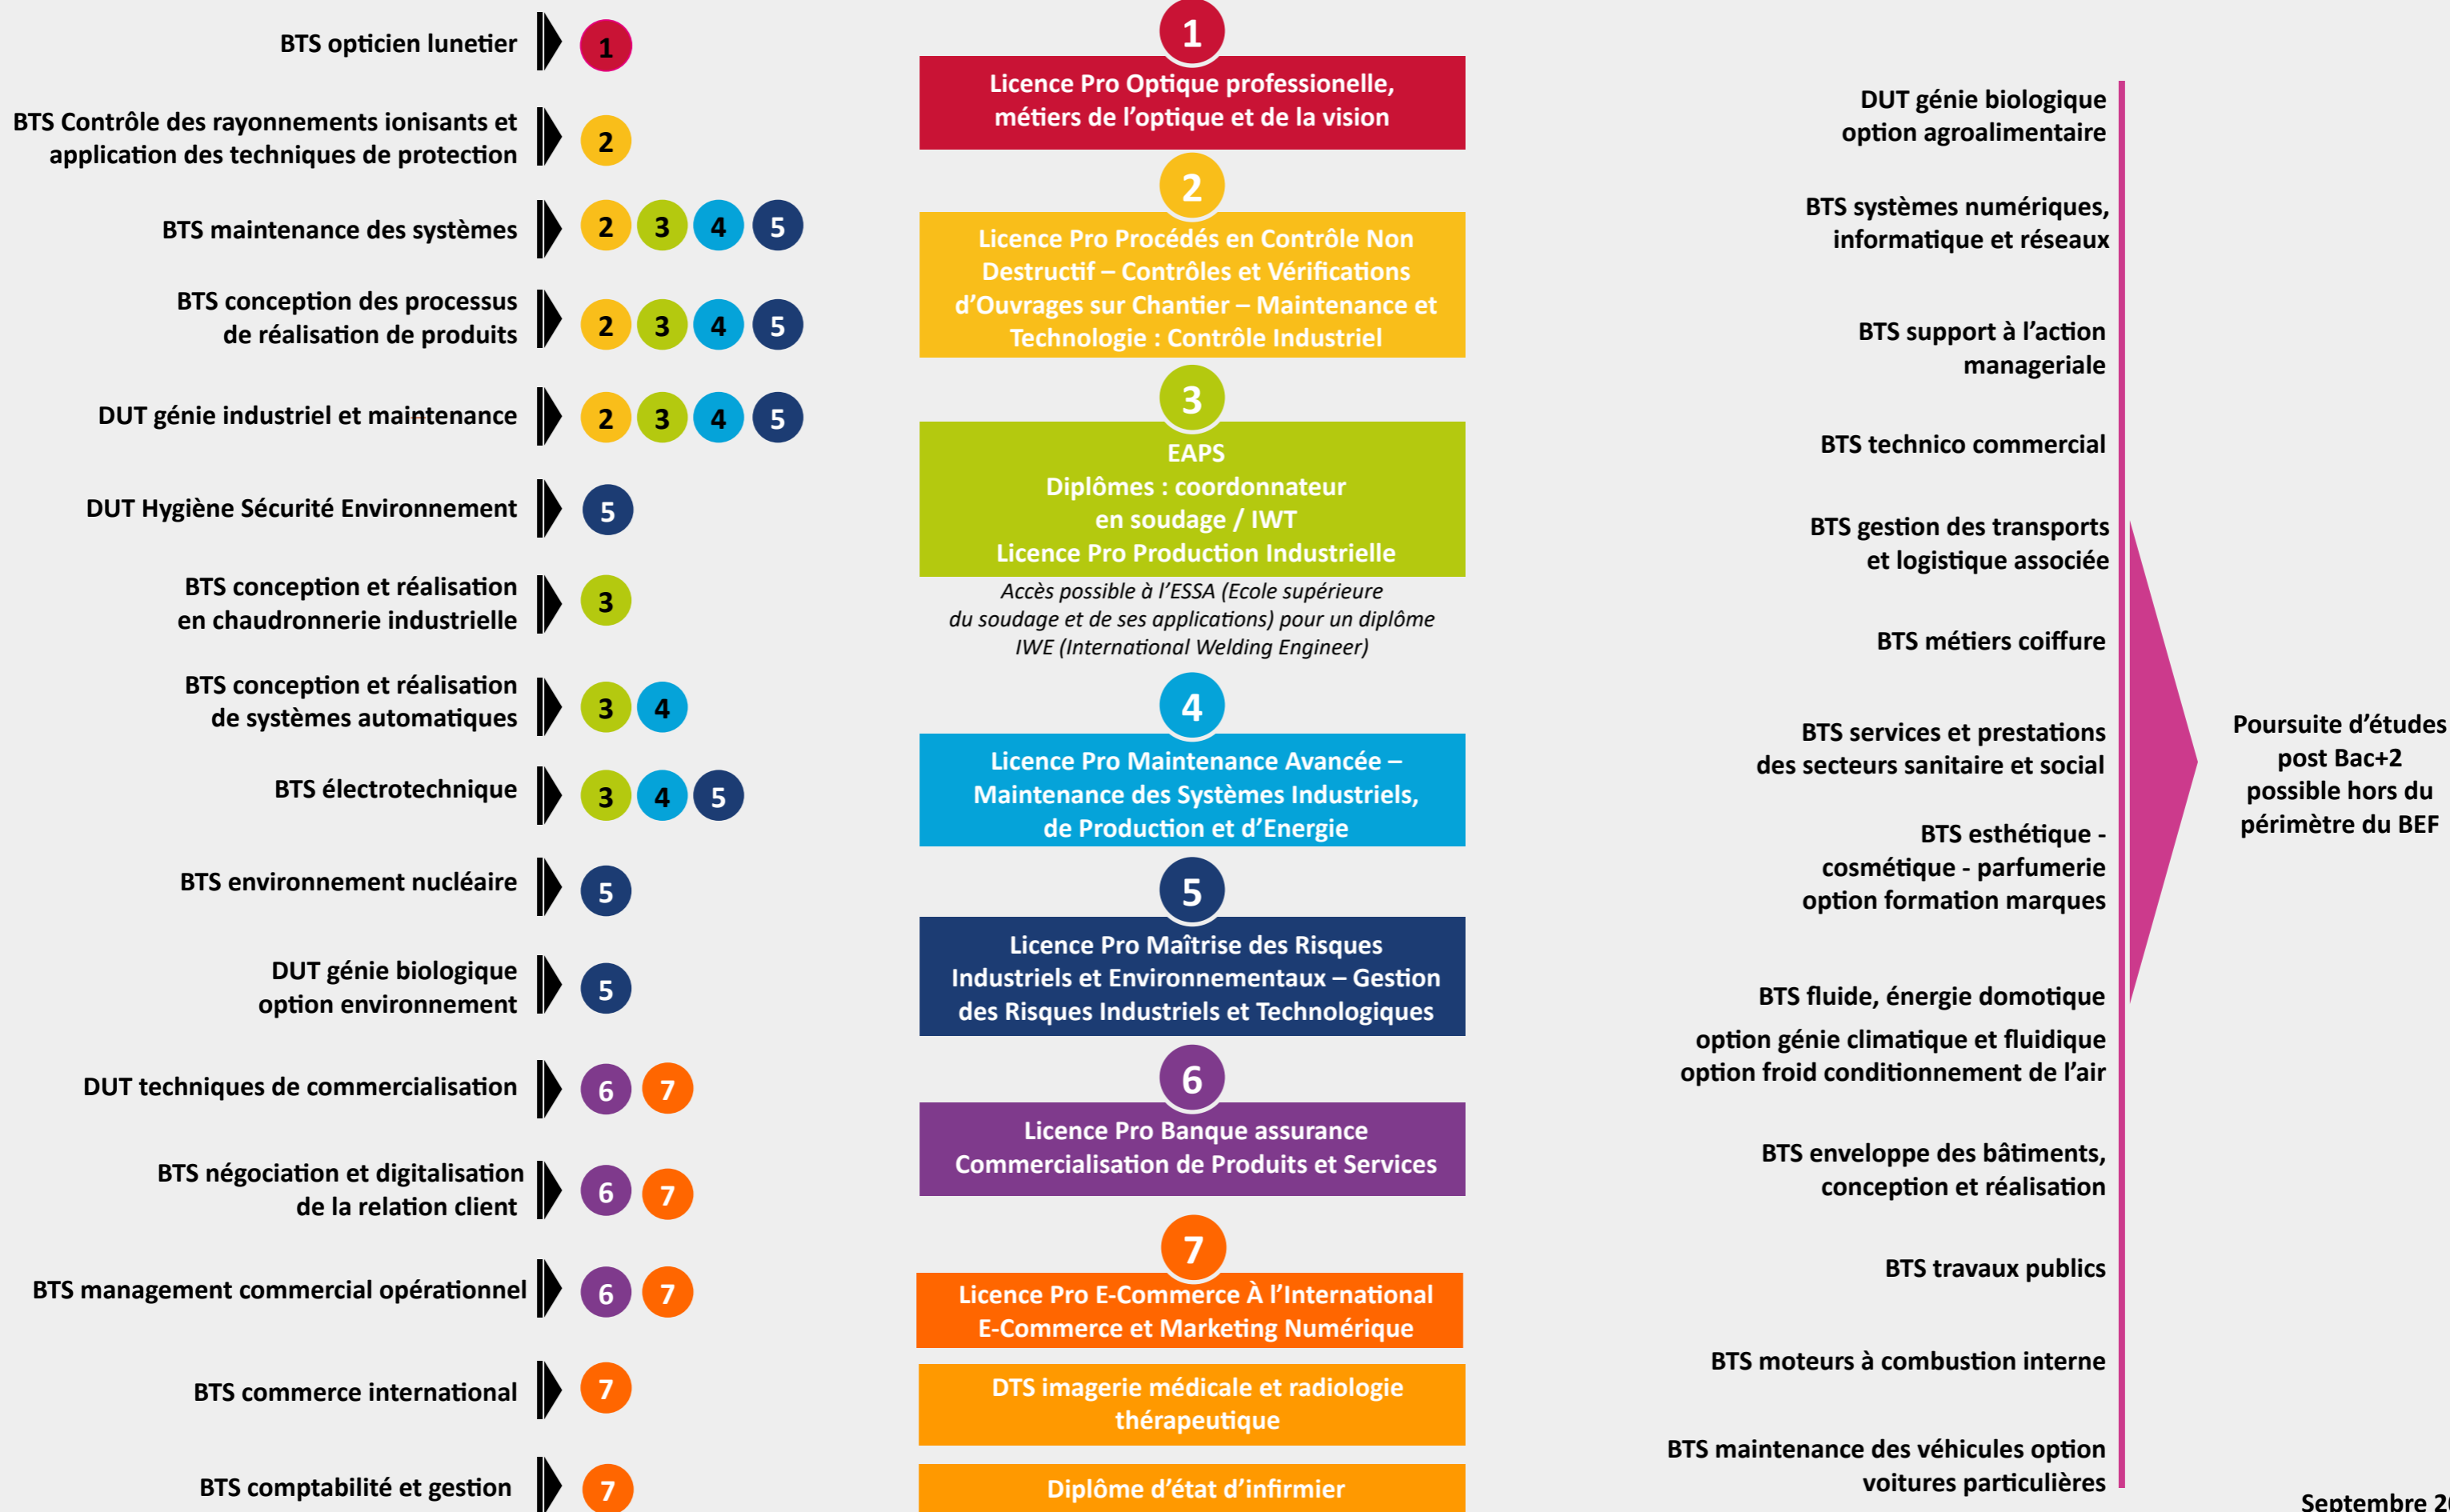 BTS opticien lunetier
1
BTS Contrôle des rayonnements ionisants et
application des techniques de protection
2
BTS maintenance des systèmes
2 3 4 5
BTS conception des processus
de réalisation de produits
2 3 4 5
DUT génie industriel et maintenance
2 3 4 5
DUT Hygiène Sécurité Environnement
5
BTS conception et réalisation
en chaudronnerie industrielle
3
BTS conception et réalisation
de systèmes automatiques
3 4
BTS électrotechnique
3 4 5
BTS environnement nucléaire
5
DUT génie biologique
option environnement
5
DUT techniques de commercialisation
6 7
BTS négociation et digitalisation
de la relation client
6 7
BTS management commercial opérationnel
6 7
BTS commerce international
7
BTS comptabilité et gestion
7
1
Licence Pro Optique professionelle,
métiers de l'optique et de la vision
2
Licence Pro Procédés en Contrôle Non
Destructif – Contrôles et Vérifications
d'Ouvrages sur Chantier – Maintenance et
Technologie : Contrôle Industriel
3
EAPS
Diplômes : coordonnateur
en soudage / IWT
Licence Pro Production Industrielle
Accès possible à l'ESSA (Ecole supérieure
du soudage et de ses applications) pour un diplôme
IWE (International Welding Engineer)
4
Licence Pro Maintenance Avancée –
Maintenance des Systèmes Industriels,
de Production et d'Energie
5
Licence Pro Maîtrise des Risques
Industriels et Environnementaux – Gestion
des Risques Industriels et Technologiques
6
Licence Pro Banque assurance
Commercialisation de Produits et Services
7
Licence Pro E-Commerce À l'International
E-Commerce et Marketing Numérique
DTS imagerie médicale et radiologie
thérapeutique
Diplôme d'état d'infirmier
DUT génie biologique
option agroalimentaire
BTS systèmes numériques,
informatique et réseaux
BTS support à l'action
manageriale
BTS technico commercial
BTS gestion des transports
et logistique associée
BTS métiers coiffure
BTS services et prestations
des secteurs sanitaire et social
BTS esthétique -
cosmétique - parfumerie
option formation marques
BTS fluide, énergie domotique
option génie climatique et fluidique
option froid conditionnement de l'air
BTS enveloppe des bâtiments,
conception et réalisation
BTS travaux publics
BTS moteurs à combustion interne
BTS maintenance des véhicules option
voitures particulières
Poursuite d'études
post Bac+2
possible hors du
périmètre du BEF
Septembre